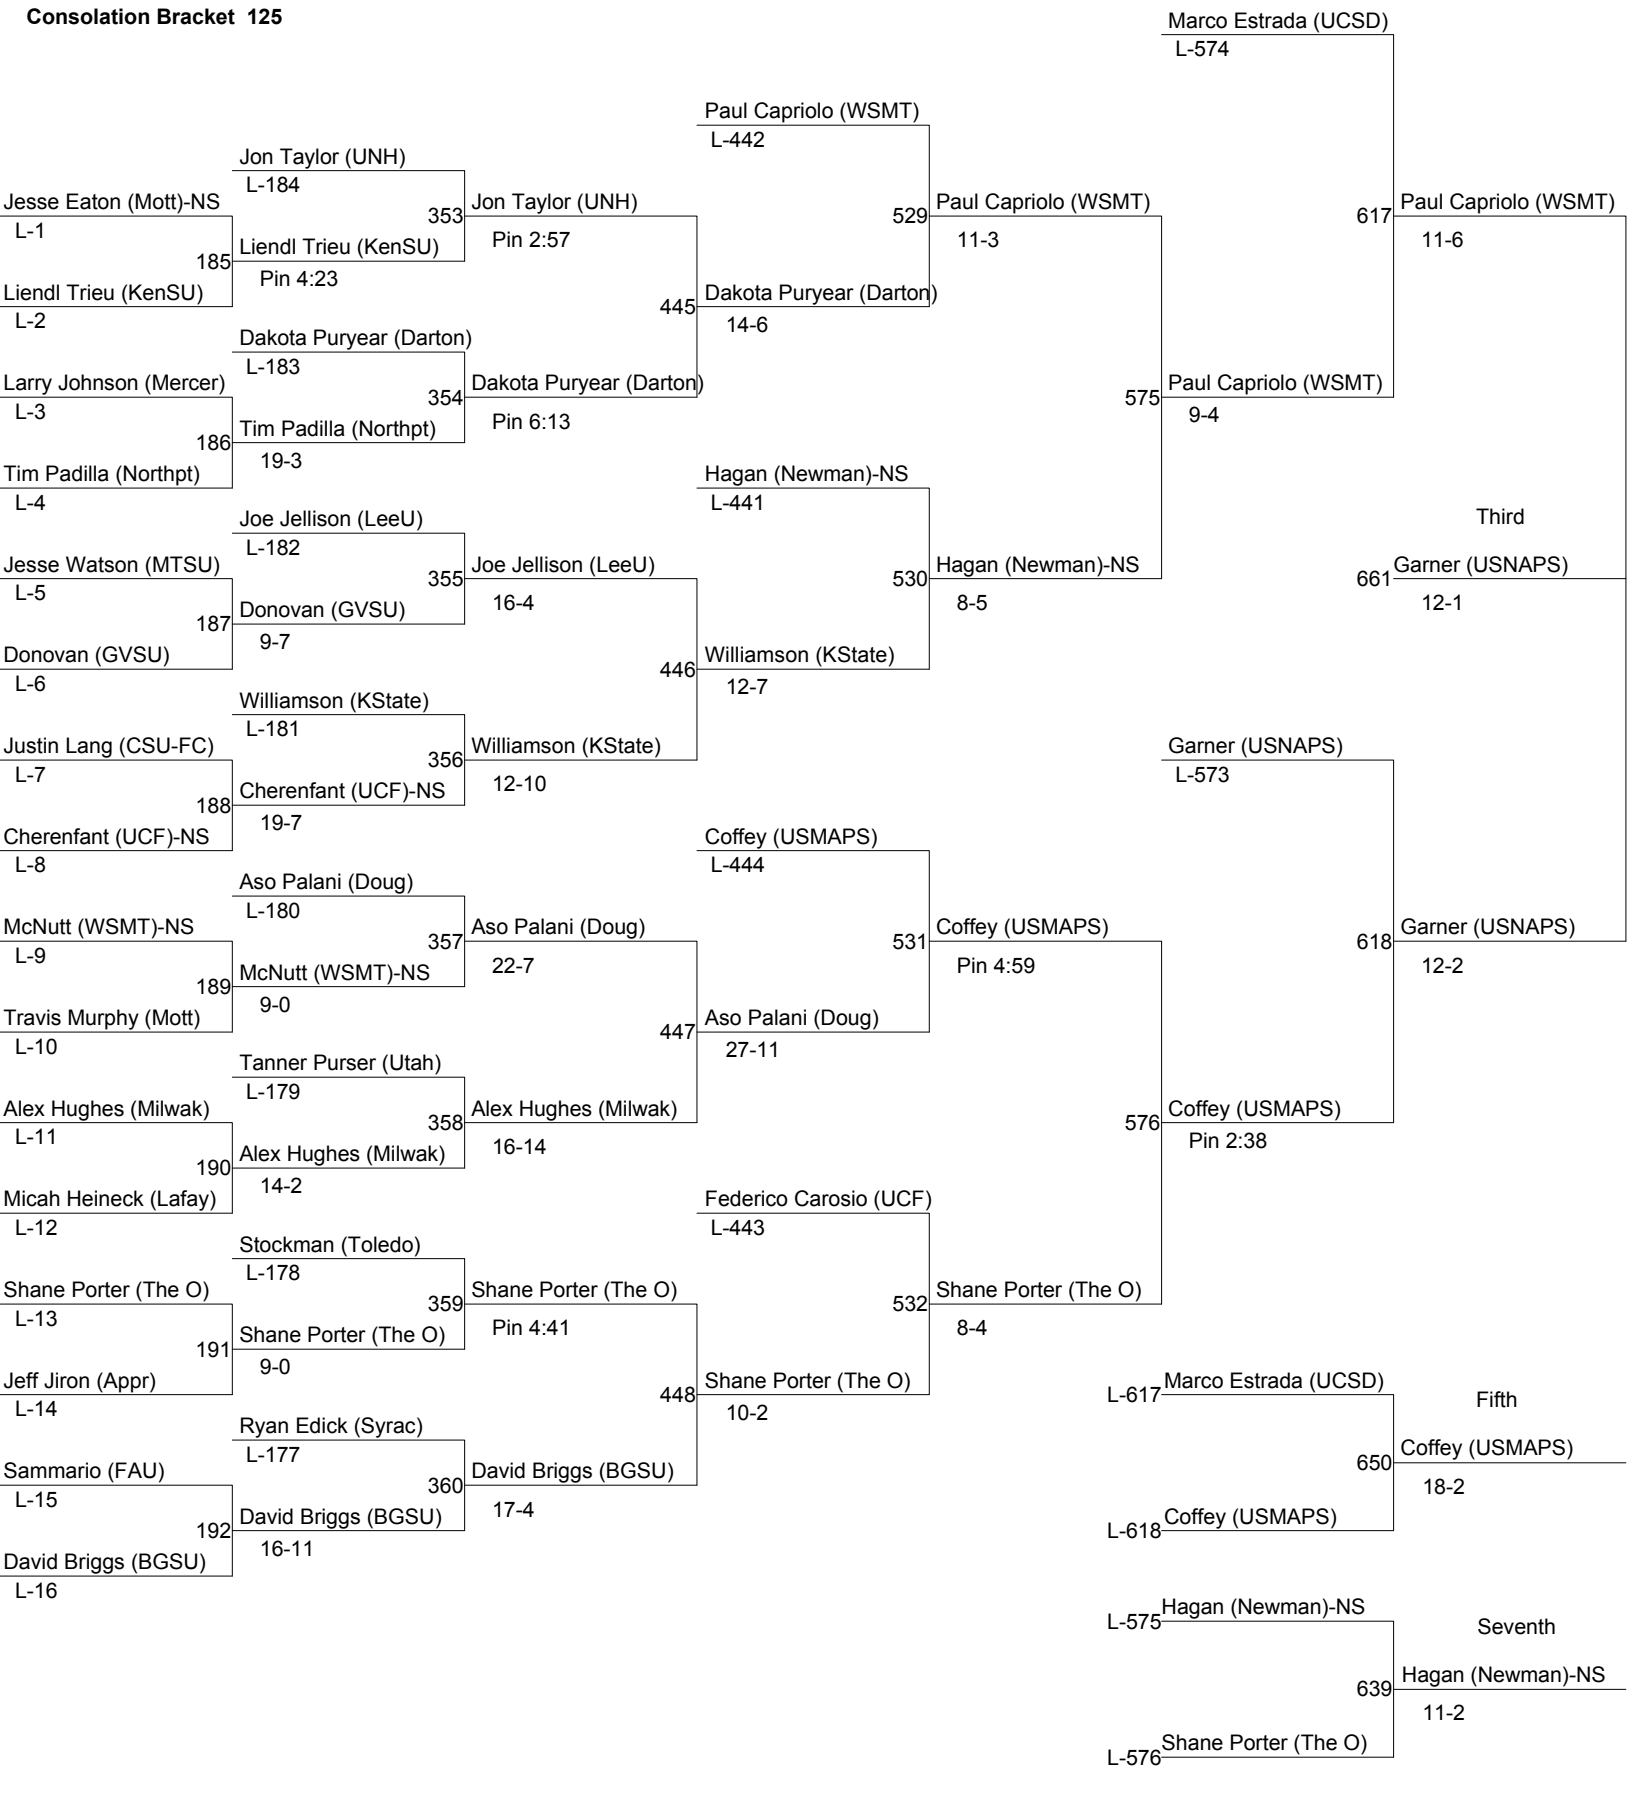 Consolation Bracket 125
Marco Estrada (UCSD)
L-574
Paul Capriolo (WSMT)
L-442
Jon Taylor (UNH)
L-184
Jesse Eaton (Mott)-NS
L-1
353
Jon Taylor (UNH)
Pin 2:57
529
Paul Capriolo (WSMT)
11-3
617
Paul Capriolo (WSMT)
11-6
185
Liendl Trieu (KenSU)
Pin 4:23
Liendl Trieu (KenSU)
L-2
445
Dakota Puryear (Darton)
14-6
Dakota Puryear (Darton)
L-183
Larry Johnson (Mercer)
L-3
354
Dakota Puryear (Darton)
Pin 6:13
575
Paul Capriolo (WSMT)
9-4
186
Tim Padilla (Northpt)
19-3
Tim Padilla (Northpt)
L-4
Hagan (Newman)-NS
L-441
Joe Jellison (LeeU)
L-182
Third
Jesse Watson (MTSU)
L-5
355
Joe Jellison (LeeU)
16-4
530
Hagan (Newman)-NS
8-5
661
Garner (USNAPS)
12-1
187
Donovan (GVSU)
9-7
Donovan (GVSU)
L-6
446
Williamson (KState)
12-7
Williamson (KState)
L-181
Justin Lang (CSU-FC)
L-7
356
Williamson (KState)
12-10
Garner (USNAPS)
L-573
188
Cherenfant (UCF)-NS
19-7
Cherenfant (UCF)-NS
L-8
Coffey (USMAPS)
L-444
Aso Palani (Doug)
L-180
McNutt (WSMT)-NS
L-9
357
Aso Palani (Doug)
22-7
531
Coffey (USMAPS)
Pin 4:59
618
Garner (USNAPS)
12-2
189
McNutt (WSMT)-NS
9-0
Travis Murphy (Mott)
L-10
447
Aso Palani (Doug)
27-11
Tanner Purser (Utah)
L-179
Alex Hughes (Milwak)
L-11
358
Alex Hughes (Milwak)
16-14
576
Coffey (USMAPS)
Pin 2:38
190
Alex Hughes (Milwak)
14-2
Micah Heineck (Lafay)
L-12
Federico Carosio (UCF)
L-443
Stockman (Toledo)
L-178
Shane Porter (The O)
L-13
359
Shane Porter (The O)
Pin 4:41
532
Shane Porter (The O)
8-4
191
Shane Porter (The O)
9-0
Jeff Jiron (Appr)
L-14
448
Shane Porter (The O)
10-2
L-617
Marco Estrada (UCSD)
Fifth
Ryan Edick (Syrac)
L-177
Sammario (FAU)
L-15
360
David Briggs (BGSU)
17-4
650
Coffey (USMAPS)
18-2
192
David Briggs (BGSU)
16-11
L-618
Coffey (USMAPS)
David Briggs (BGSU)
L-16
L-575
Hagan (Newman)-NS
Seventh
639
Hagan (Newman)-NS
11-2
L-576
Shane Porter (The O)